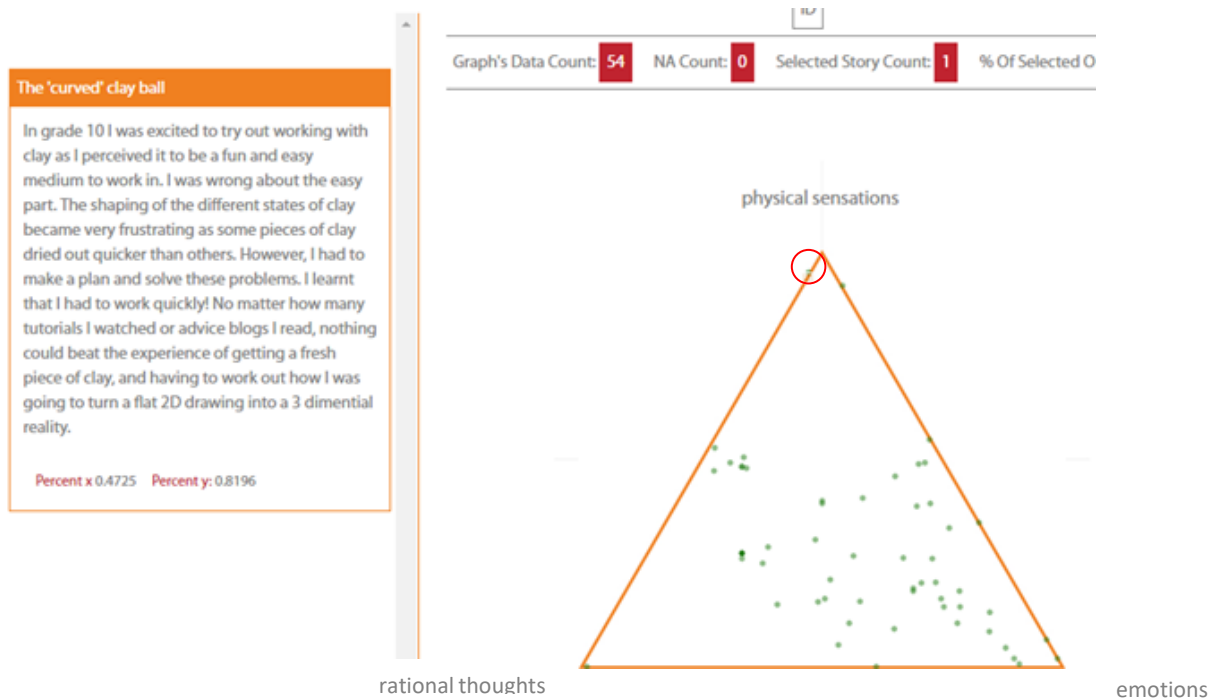 ID
Graph's Data Count: 54 NA Count: 0 Selected Story Count: 1 % Of Selected O
The 'curved' clay ball
In grade 10 I was excited to try out working with
clay as I perceived it to be a fun and easy
medium to work in. I was wrong about the easy
part. The shaping of the different states of clay
became very frustrating as some pieces of clay
dried out quicker than others. However, I had to
make a plan and solve these problems. I learnt
that I had to work quickly! No matter how many
tutorials I watched or advice blogs I read, nothing
could beat the experience of getting a fresh
piece of clay, and having to work out how I was
going to turn a flat 2D drawing into a 3 dimential
reality.
Percent x 0.4725 Percent y: 0.8196
physical sensations
rational thoughts
emotions